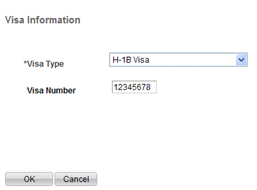 Visa Information
*Visa Type H-1B Visa
Visa Number 12345678
OK Cancel